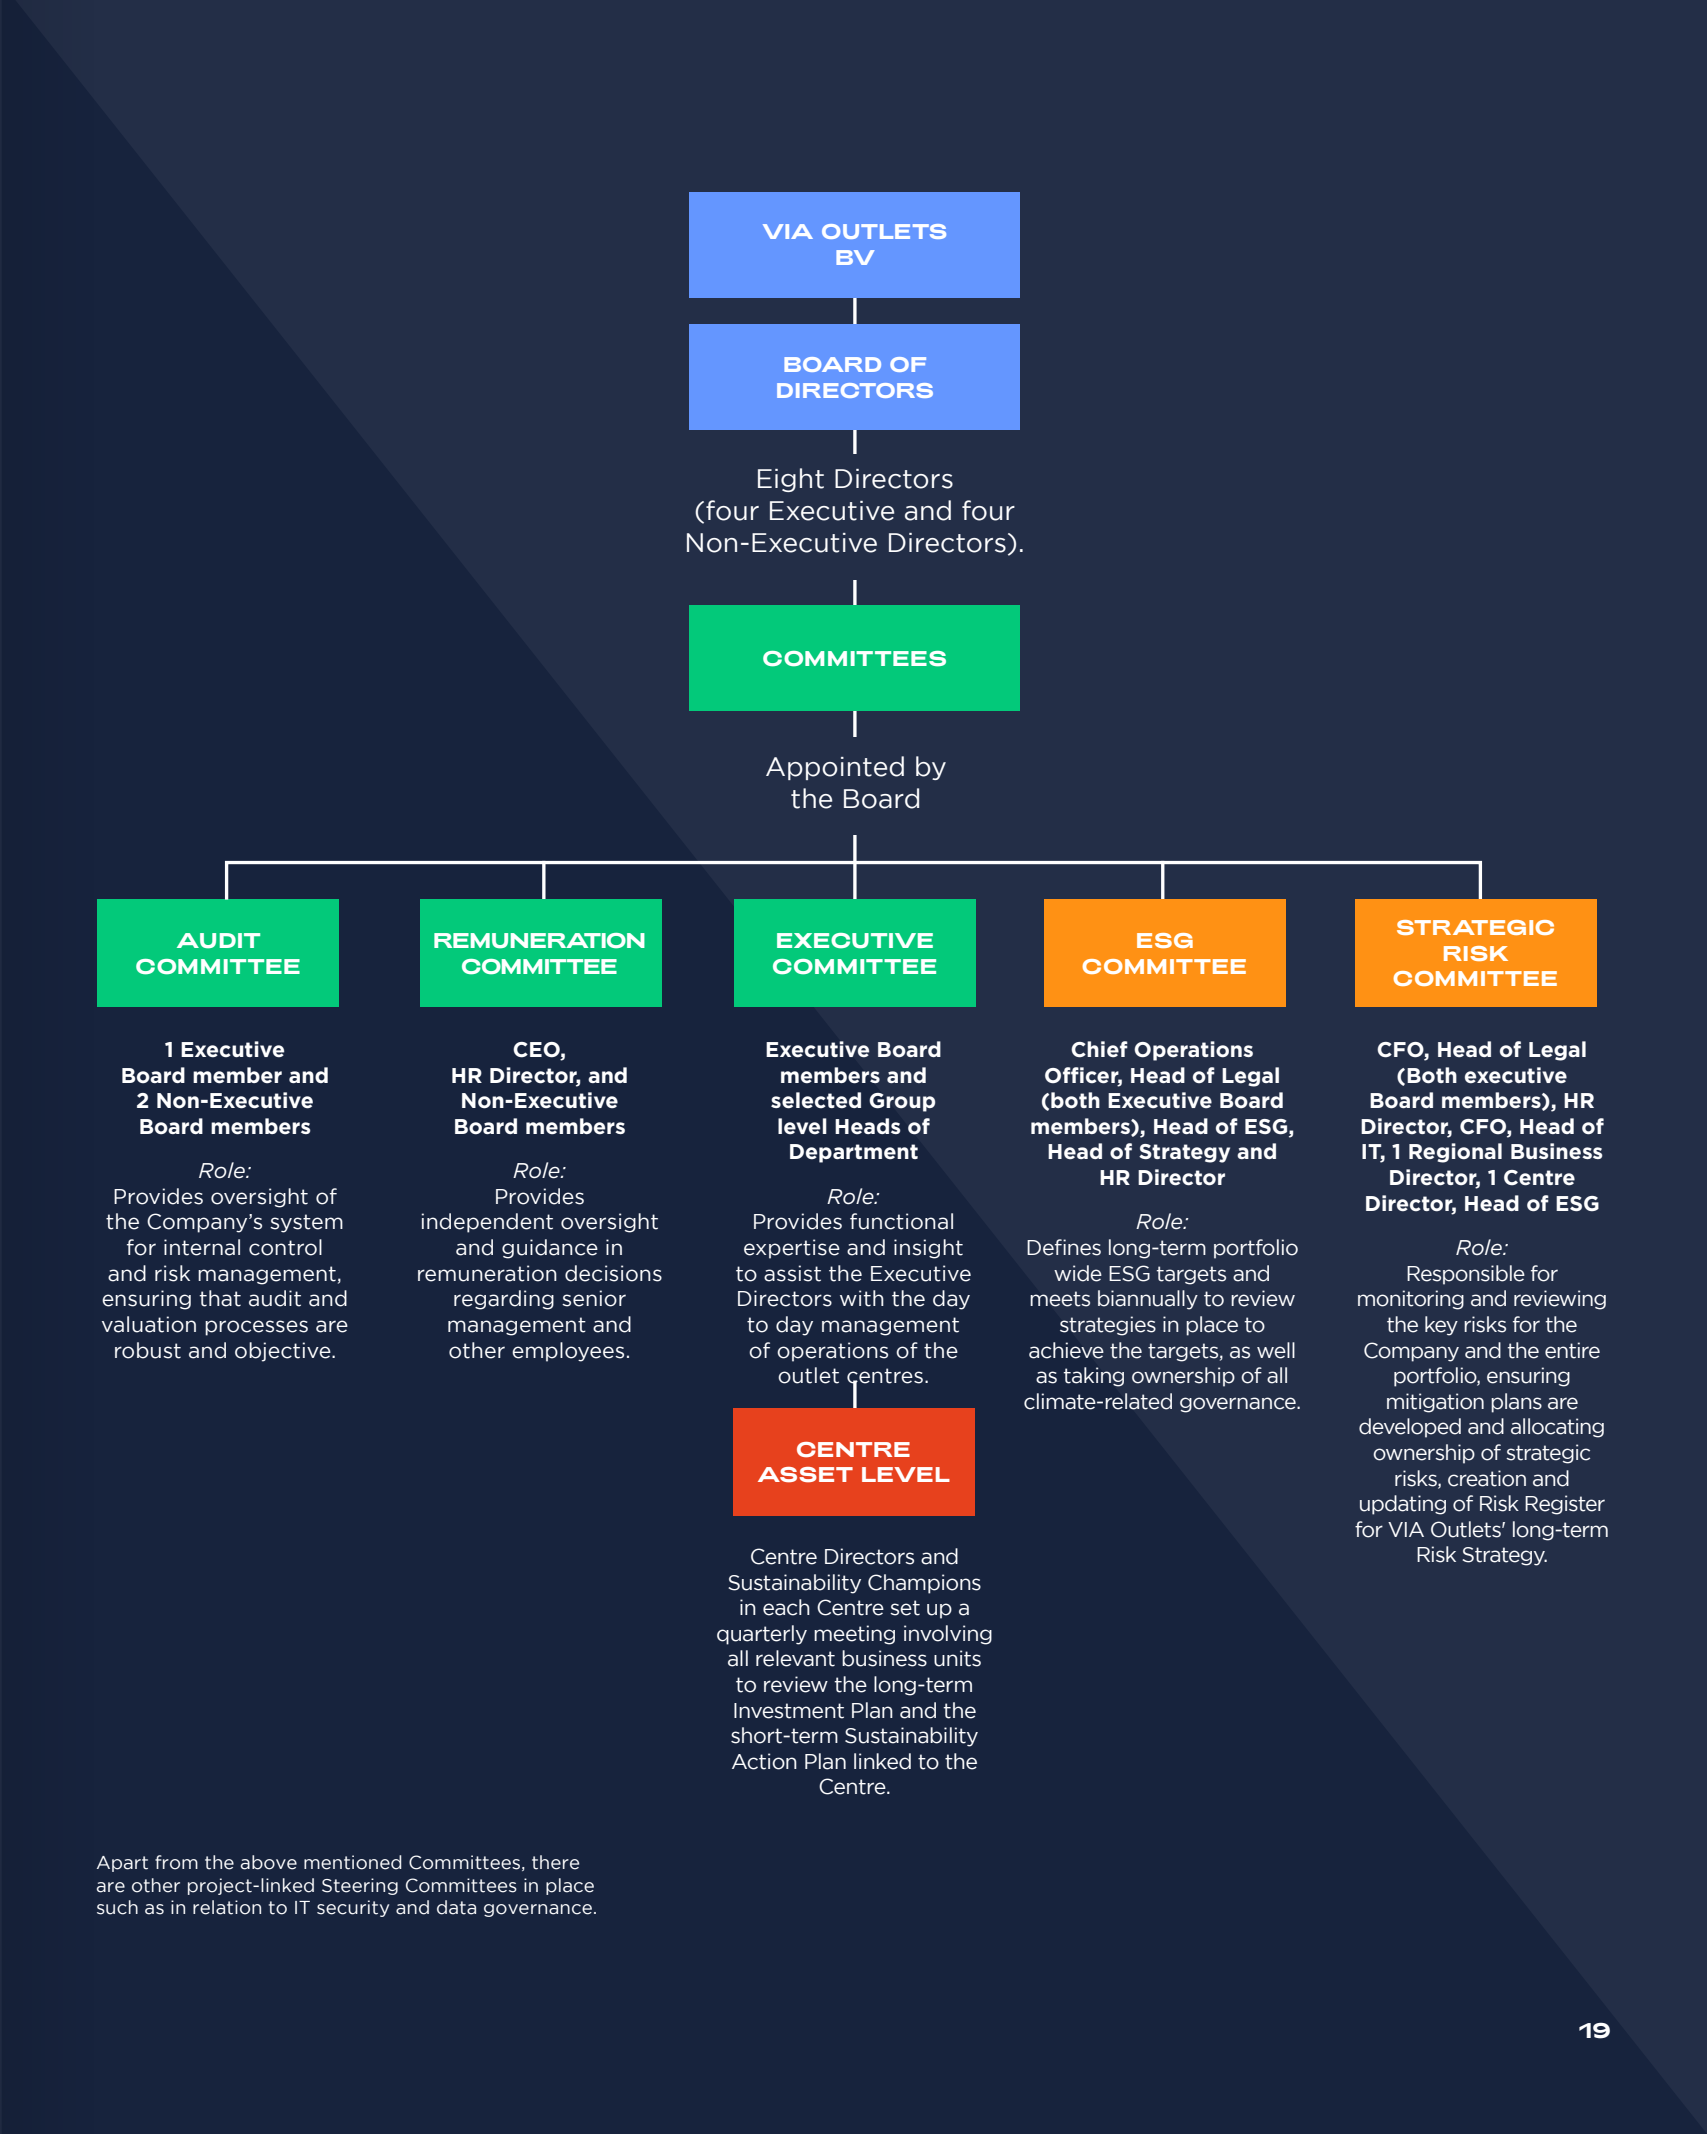 VIA OUTLETS
BV
BOARD OF
DIRECTORS
Eight Directors
(four Executive and four
Non-Executive Directors).
COMMITTEES
Appointed by
the Board
AUDIT
COMMITTEE
1 Executive
Board member and
2 Non-Executive
Board members
Role:
Provides oversight of
the Company’s system
for internal control
and risk management,
ensuring that audit and
valuation processes are
robust and objective.
REMUNERATION
COMMITTEE
CEO,
HR Director, and
Non-Executive
Board members
Role:
Provides
independent oversight
and guidance in
remuneration decisions
regarding senior
management and
other employees.
EXECUTIVE
COMMITTEE
Executive Board
members and
selected Group
level Heads of
Department
Role:
Provides functional
expertise and insight
to assist the Executive
Directors with the day
to day management
of operations of the
outlet centres.
CENTRE
ASSET LEVEL
Centre Directors and
Sustainability Champions
in each Centre set up a
quarterly meeting involving
all relevant business units
to review the long-term
Investment Plan and the
short-term Sustainability
Action Plan linked to the
Centre.
ESG
COMMITTEE
Chief Operations
Officer, Head of Legal
(both Executive Board
members), Head of ESG,
Head of Strategy and
HR Director
Role:
Defines long-term portfolio
wide ESG targets and
meets biannually to review
strategies in place to
achieve the targets, as well
as taking ownership of all
climate-related governance.
STRATEGIC
RISK
COMMITTEE
CFO, Head of Legal
(Both executive
Board members), HR
Director, CFO, Head of
IT, 1 Regional Business
Director, 1 Centre
Director, Head of ESG
Role:
Responsible for
monitoring and reviewing
the key risks for the
Company and the entire
portfolio, ensuring
mitigation plans are
developed and allocating
ownership of strategic
risks, creation and
updating of Risk Register
for VIA Outlets' long-term
Risk Strategy.
Apart from the above mentioned Committees, there
are other project-linked Steering Committees in place
such as in relation to IT security and data governance.
19